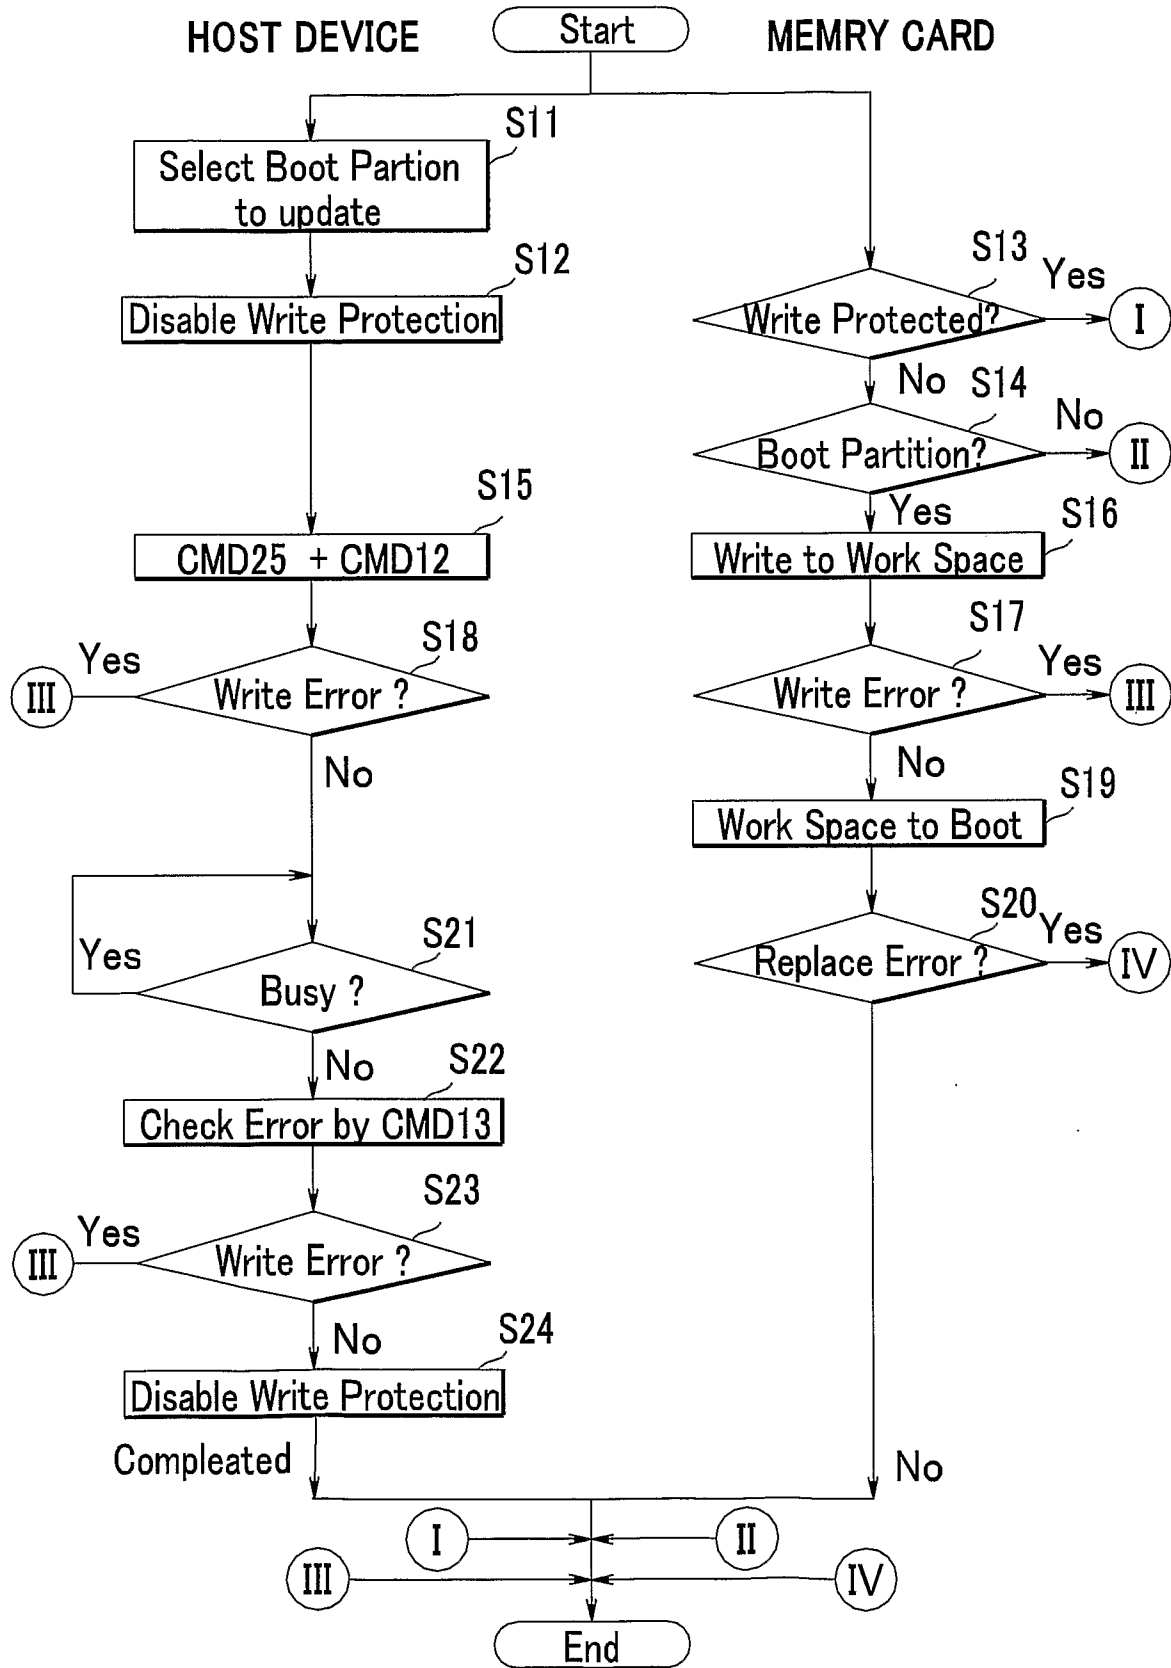 HOST DEVICE
Start
MEMRY CARD
S11
Select Boot Partion
to update
S12
Disable Write Protection
S13
Write Protected?
Yes
I
No
S14
Boot Partition?
No
II
Yes
S15
CMD25 + CMD12
S16
Write to Work Space
S18
Write Error ?
Yes
III
No
S17
Write Error ?
Yes
III
No
S19
Work Space to Boot
S20
Replace Error ?
Yes
IV
S21
Busy ?
Yes
No
S22
Check Error by CMD13
S23
Write Error ?
Yes
III
No
S24
Disable Write Protection
Compleated
No
I
II
III
IV
End